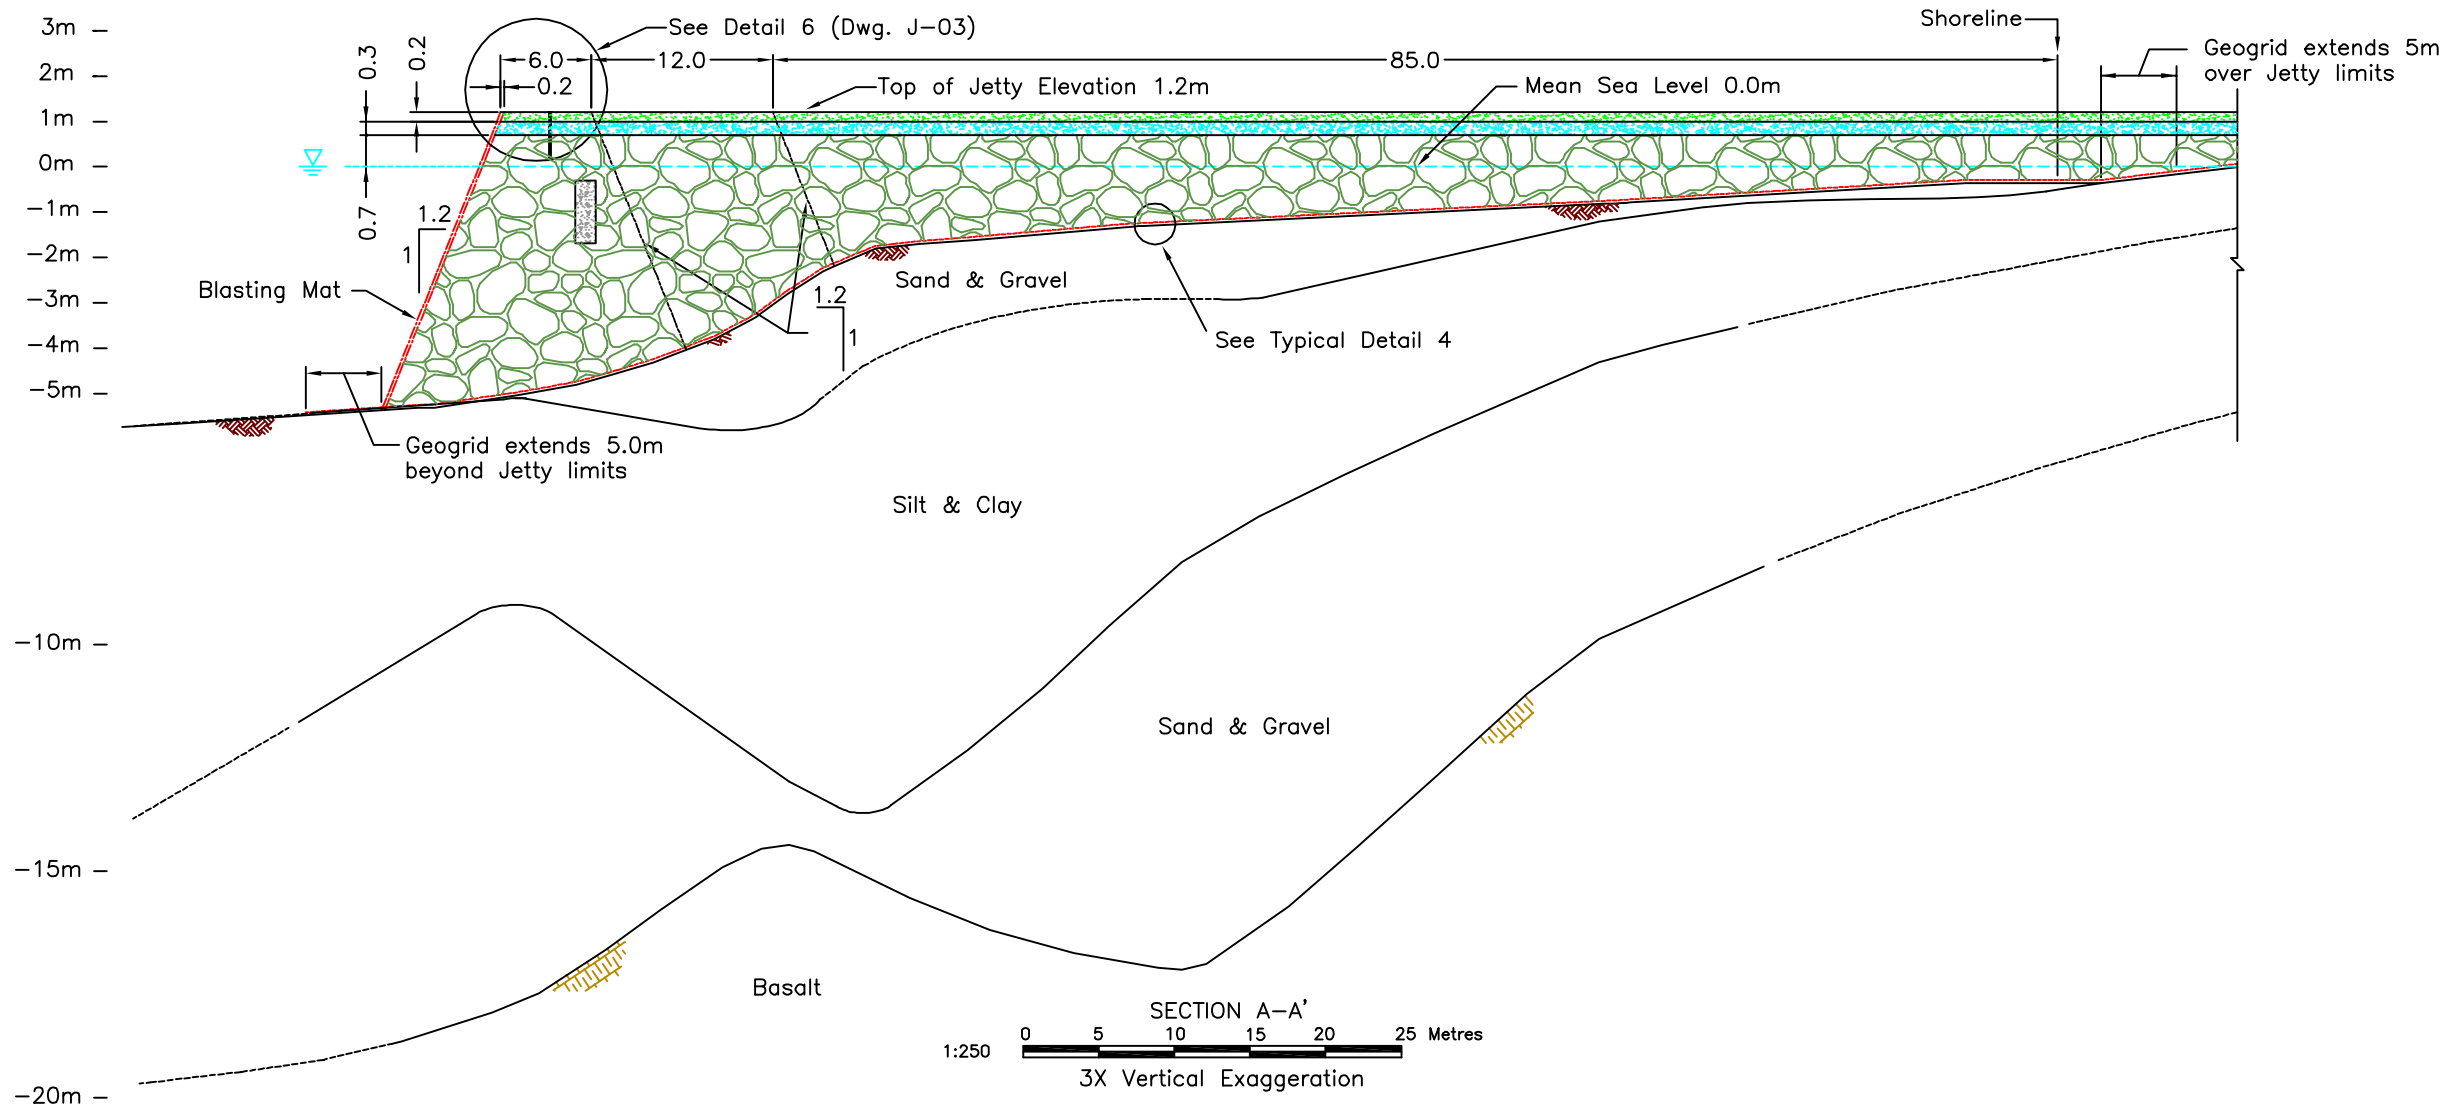 3m
2m
1m
0m
-1m
-2m
-3m
-4m
-5m
-10m
-15m
-20m
0.3
0.2
0.7
See Detail 6 (Dwg. J-03)
6.0
12.0
85.0
0.2
Top of Jetty Elevation 1.2m
Mean Sea Level 0.0m
Shoreline
Geogrid extends 5m
over Jetty limits
1.2
1
Blasting Mat
Sand & Gravel
1.2
1
See Typical Detail 4
Geogrid extends 5.0m
beyond Jetty limits
Silt & Clay
Sand & Gravel
Basalt
SECTION A-A'
0 5 10 15 20 25 Metres
1:250
3X Vertical Exaggeration